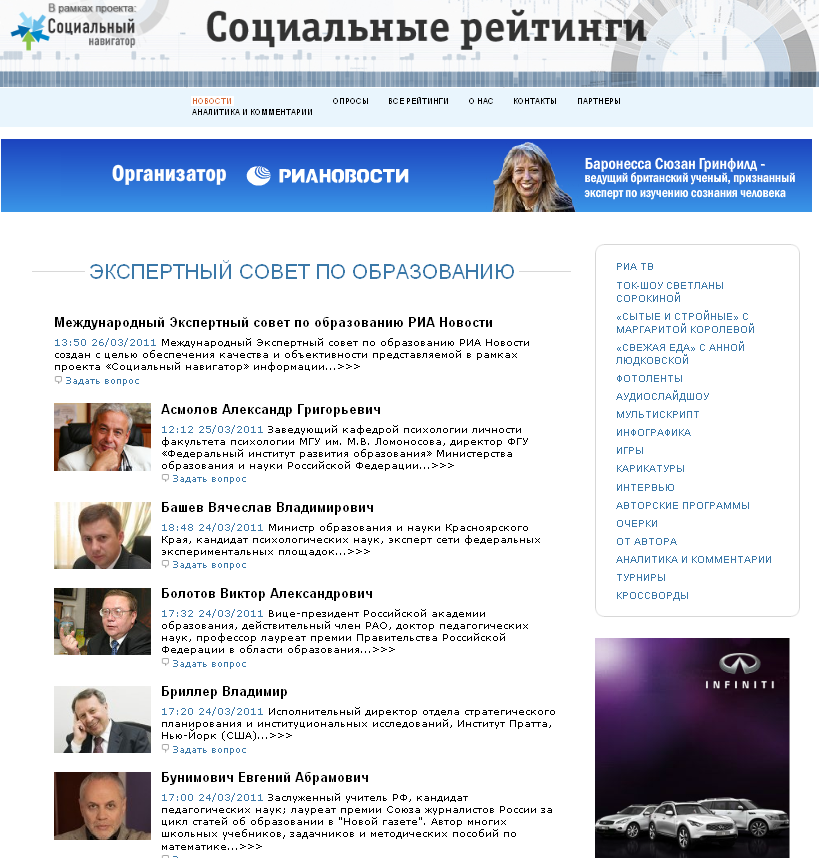 В рамках проекта:
Социальный
навигатор
Социальные рейтинги
НОВОСТИ ОПРОСЫ ВСЕ РЕЙТИНГИ О НАС КОНТАКТЫ ПАРТНЕРЫ
АНАЛИТИКА И КОММЕНТАРИИ
Организатор РИАНОВОСТИ
Баронесса Сюзан Гринфилд -
ведущий британский ученый, признанный
эксперт по изучению сознания человека
ЭКСПЕРТНЫЙ СОВЕТ ПО ОБРАЗОВАНИЮ
Международный Экспертный совет по образованию РИА Новости
13:50 26/03/2011 Международный Экспертный совет по образованию РИА Новости
создан с целью обеспечения качества и объективности представляемой в рамках
проекта «Социальный навигатор» информации...>>>
Задать вопрос
Асмолов Александр Григорьевич
12:12 25/03/2011 Заведующий кафедрой психологии личности
факультета психологии МГУ им. М.В. Ломоносова, директор ФГУ
«Федеральный институт развития образования» Министерства
образования и науки Российской Федерации...>>>
Задать вопрос
Башев Вячеслав Владимирович
18:48 24/03/2011 Министр образования и науки Красноярского
Края, кандидат психологических наук, эксперт сети федеральных
экспериментальных площадок...>>>
Задать вопрос
Болотов Виктор Александрович
17:32 24/03/2011 Вице-президент Российской академии
образования, действительный член РАО, доктор педагогических
наук, профессор лауреат премии Правительства Российской
Федерации в области образования...>>>
Задать вопрос
Бриллер Владимир
17:20 24/03/2011 Исполнительный директор отдела стратегического
планирования и институциональных исследований, Институт Пратта,
Нью-Йорк (США)...>>>
Задать вопрос
Бунимович Евгений Абрамович
17:00 24/03/2011 Заслуженный учитель РФ, кандидат
педагогических наук; лауреат премии Союза журналистов России за
цикл статей об образовании в "Новой газете". Автор многих
школьных учебников, задачников и методических пособий по
математике...>>>
РИА ТВ
ТОК-ШОУ СВЕТЛАНЫ
СОРОКИНОЙ
«СЫТЫЕ И СТРОЙНЫЕ» С
МАРГАРИТОЙ КОРОЛЕВОЙ
«СВЕЖАЯ ЕДА» С АННОЙ
ЛЮДКОВСКОЙ
ФОТОЛЕНТЫ
АУДИОСЛАЙДШОУ
МУЛЬТИСКРИПТ
ИНФОГРАФИКА
ИГРЫ
КАРИКАТУРЫ
ИНТЕРВЬЮ
АВТОРСКИЕ ПРОГРАММЫ
ОЧЕРКИ
ОТ АВТОРА
АНАЛИТИКА И КОММЕНТАРИИ
ТУРНИРЫ
КРОССВОРДЫ
INFINITI